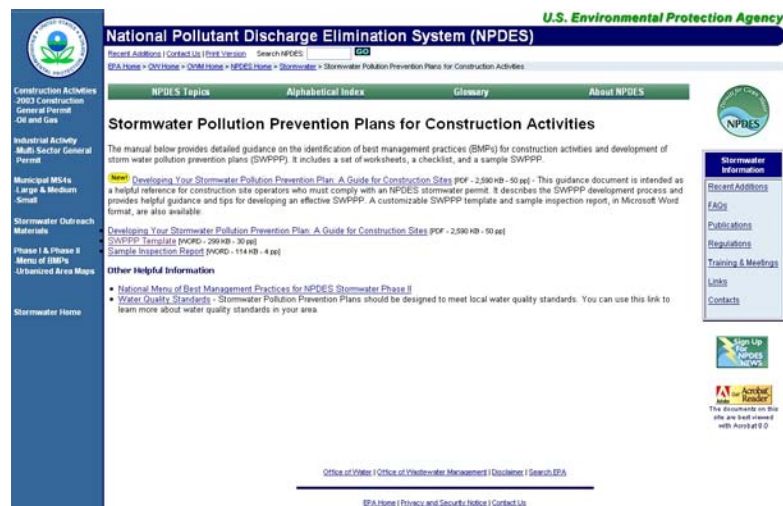 U.S. Environmental Protection Agency
National Pollutant Discharge Elimination System (NPDES)
Recent Additions | Contact Us | Print Version Search NPDES: GO
EPA Home > OW Home > OWM Home > NPDES Home > Stormwater > Stormwater Pollution Prevention Plans for Construction Activities
Construction Activities
-2003 Construction
General Permit
-Oil and Gas
Industrial Activity
-Multi-Sector General
Permit
Municipal MS4s
-Large & Medium
-Small
Stormwater Outreach
Materials
Phase I & Phase II
-Menu of BMPs
-Urbanized Area Maps
Stormwater Home
NPDES Topics Alphabetical Index Glossary About NPDES
Stormwater Pollution Prevention Plans for Construction Activities
The manual below provides detailed guidance on the identification of best management practices (BMPs) for construction activities and development of
storm water pollution prevention plans (SWPPP). It includes a set of worksheets, a checklist, and a sample SWPPP.
New! Developing Your Stormwater Pollution Prevention Plan: A Guide for Construction Sites [PDF - 2,590 KB - 50 pp] - This guidance document is intended as
a helpful reference for construction site operators who must comply with an NPDES stormwater permit. It describes the SWPPP development process and
provides helpful guidance and tips for developing an effective SWPPP. A customizable SWPPP template and sample inspection report, in Microsoft Word
format, are also available:
Developing Your Stormwater Pollution Prevention Plan: A Guide for Construction Sites [PDF - 2,590 KB - 50 pp]
SWPPP Template [WORD - 299 KB - 30 pp]
Sample Inspection Report [WORD - 114 KB - 4 pp]
Other Helpful Information
• National Menu of Best Management Practices for NPDES Stormwater Phase II
• Water Quality Standards - Stormwater Pollution Prevention Plans should be designed to meet local water quality standards. You can use this link to
learn more about water quality standards in your area.
NPDES
Stormwater
Information
Recent Additions
FAQs
Publications
Regulations
Training & Meetings
Links
Contacts
Sign Up
For
NPDES
NEWS
Get Acrobat
Reader
Adobe
The documents on this
site are best viewed
with Acrobat 8.0
Office of Water | Office of Wastewater Management | Disclaimer | Search EPA
EPA Home | Privacy and Security Notice | Contact Us